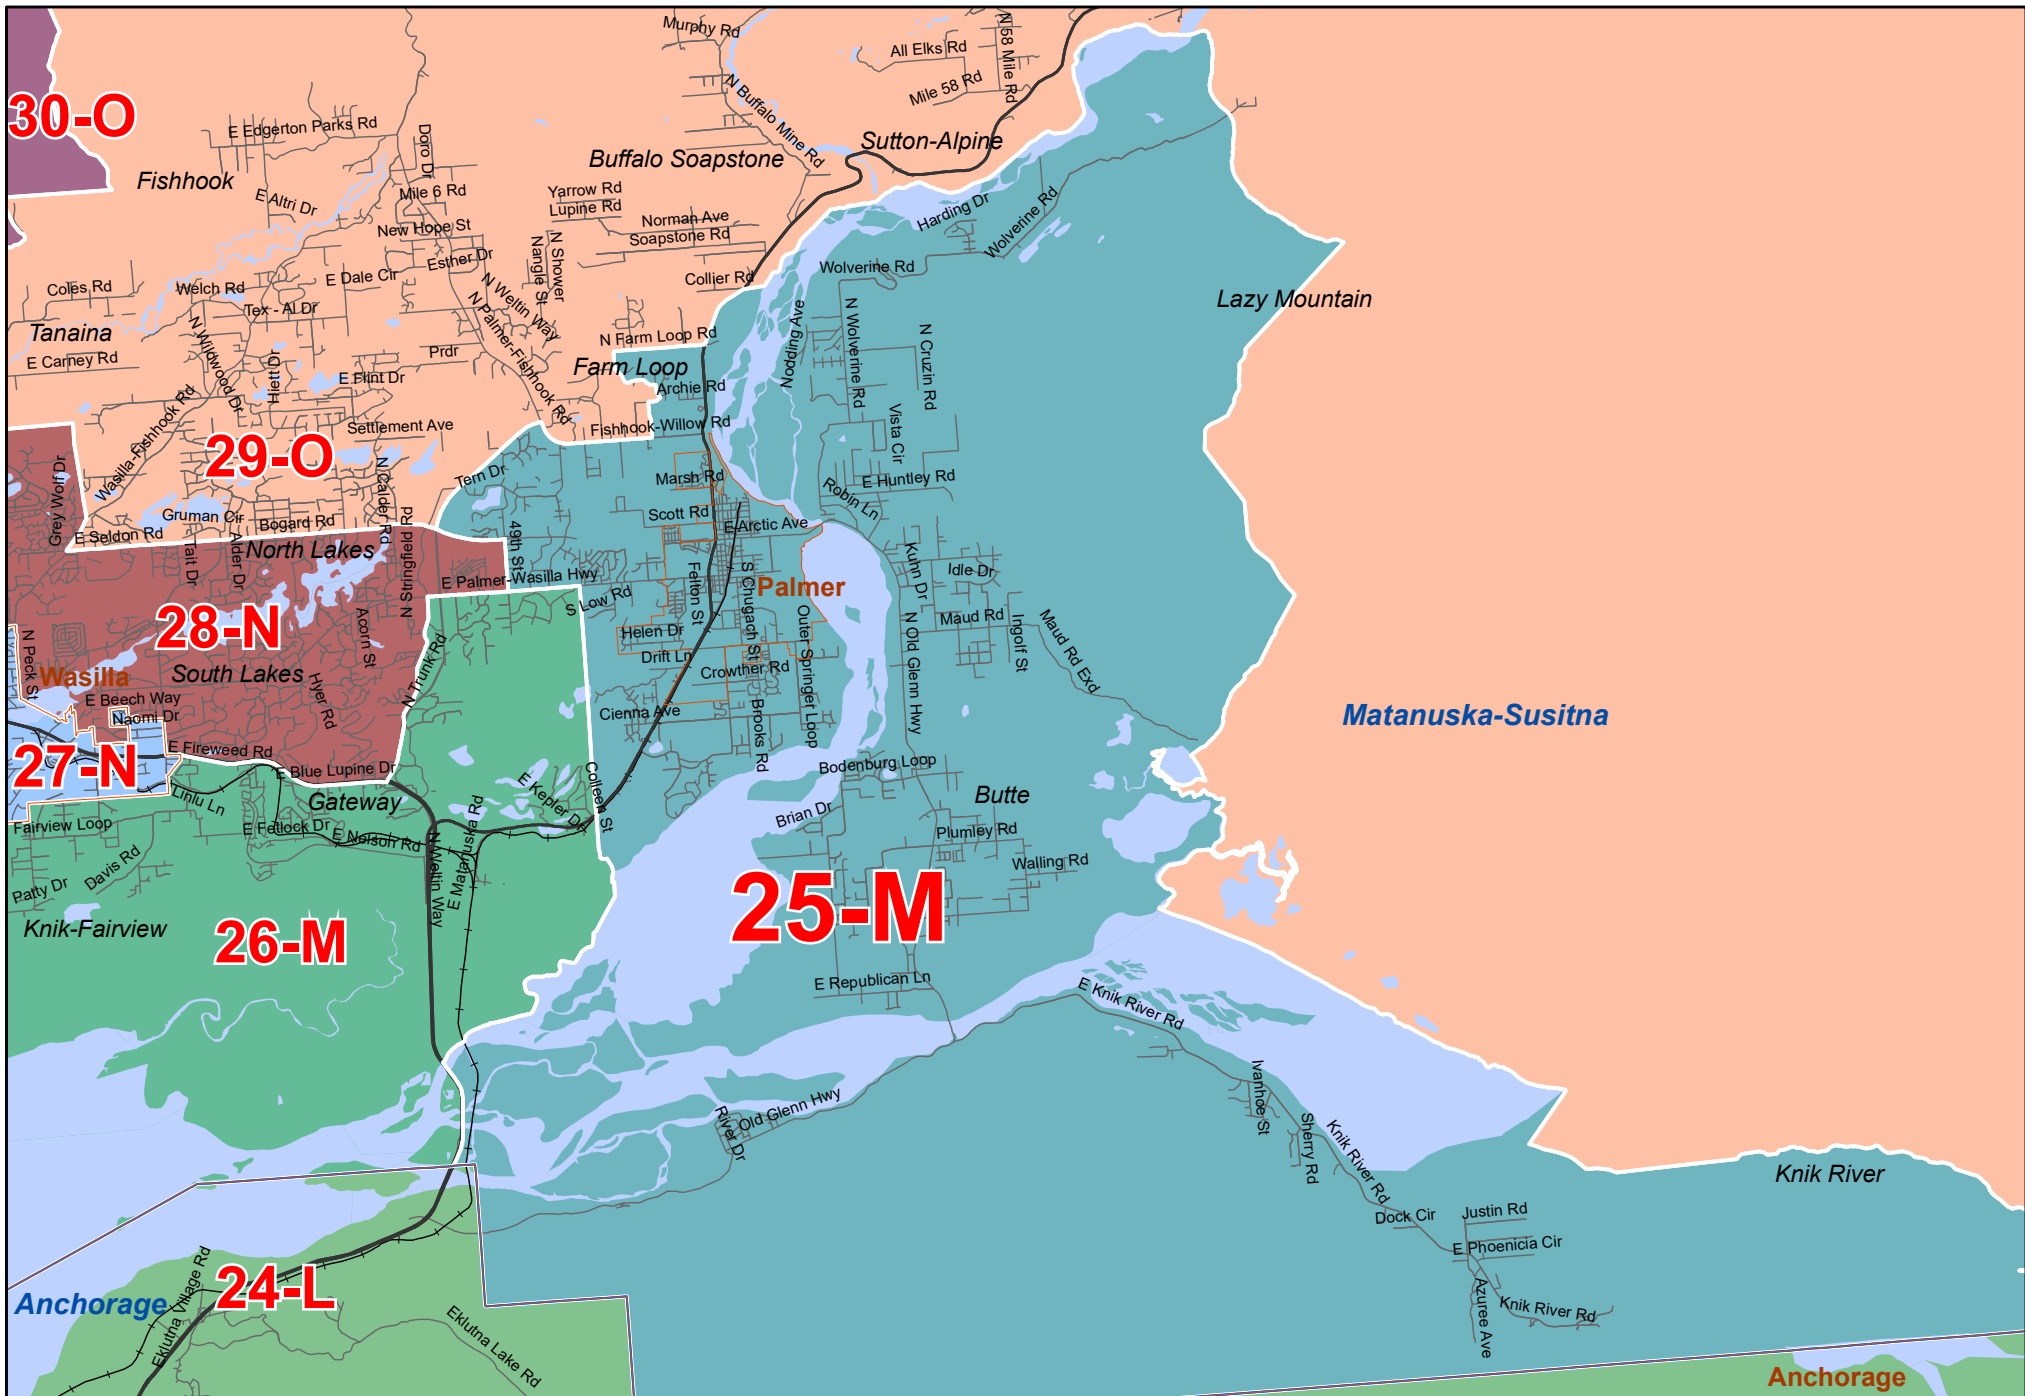 Murphy Rd
All Elks Rd
N 58 Mile Rd
Mile 58 Rd
N Buffalo Mine Rd
30-O
E Edgerton Parks Rd
Doro Dr
Sutton-Alpine
Buffalo Soapstone
Fishhook
E Altri Dr
Mile 6 Rd
Yarrow Rd
Lupine Rd
Norman Ave
New Hope St
Soapstone Rd
Harding Dr
Wolverine Rd
N Shower
Nangle St
Esther Dr
E Dale Cir
Collier Rd
Wolverine Rd
Coles Rd
Welch Rd
Tex - Al Dr
N Weltin Way
N Palmer-Fishhook Rd
Lazy Mountain
Tanaina
N Wildwood Dr
N Farm Loop Rd
Nodding Ave
N Wolverine Rd
N Cruzin Rd
E Carney Rd
Prdr
Hiett Dr
E Flint Dr
Farm Loop
Archie Rd
Wasilla-Fishhook Rd
Settlement Ave
Fishhook-Willow Rd
Vista Cir
29-O
Grey Wolf Dr
N Calder Rd
Tern Dr
Marsh Rd
E Huntley Rd
Robin Ln
Gruman Cir
Bogard Rd
N Stringfield Rd
Scott Rd
E Arctic Ave
49th St
E Seldon Rd
Tait Dr
Alder Dr
North Lakes
Kuhn Dr
Idle Dr
E Palmer-Wasilla Hwy
Felton St
S Chugach St
Palmer
S Low Rd
28-N
Acorn St
Helen Dr
Outer Springer Loop
N Old Glenn Hwy
Maud Rd
Ingolf St
Maud Rd Exd
N Peck St
Wasilla
South Lakes
N Trunk Rd
Drift Ln
Crowther Rd
E Beech Way
Hyer Rd
Naomi Dr
Cienna Ave
Brooks Rd
Matanuska-Susitna
27-N
E Fireweed Rd
E Blue Lupine Dr
Bodenburg Loop
Linlu Ln
Gateway
E Kepler Dr
Colleen St
Butte
Brian Dr
Fairview Loop
E Fetlock Dr
E Nelson Rd
N Weltin Way
E Matanuska Rd
Plumley Rd
Davis Rd
Walling Rd
Patty Dr
25-M
Knik-Fairview
26-M
E Republican Ln
E Knik River Rd
Ivanhoe St
Old Glenn Hwy
River Dr
Sherry Rd
Knik River Rd
Knik River
Dock Cir
Justin Rd
E Phoenicia Cir
Eklutna Village Rd
24-L
Anchorage
Azuree Ave
Knik River Rd
Eklutna Lake Rd
Anchorage